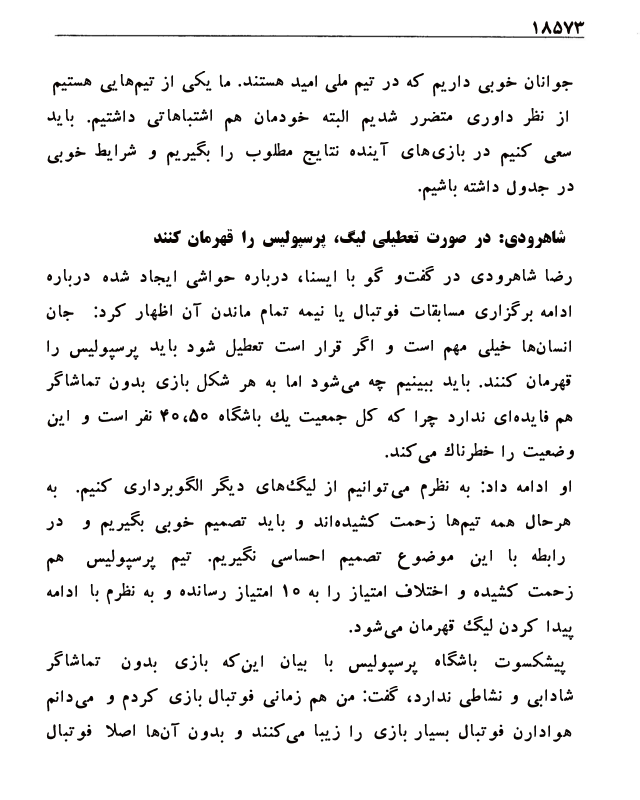 ۱۸۵۷۳
جوانان خوبی داریم که در تیم ملی امید هستند. ما یکی از تیم‌هایی هستیم
از نظر داوری متضرر شدیم البته خودمان هم اشتباهاتی داشتیم. باید
سعی کنیم در بازی‌های آینده نتایج مطلوب را بگیریم و شرایط خوبی
در جدول داشته باشیم.
شاهرودی: در صورت تعطیلی لیگ، پرسپولیس را قهرمان کنند
رضا شاهرودی در گفت‌و گو با ایسنا، درباره حواشی ایجاد شده درباره
ادامه برگزاری مسابقات فوتبال یا نیمه تمام ماندن آن اظهار کرد: جان
انسان‌ها خیلی مهم است و اگر قرار است تعطیل شود باید پرسپولیس را
قهرمان کنند. باید ببینیم چه می‌شود اما به هر شکل بازی بدون تماشاگر
هم فایده‌ای ندارد چرا که کل جمعیت یك باشگاه ۴۰،۵۰ نفر است و این
وضعیت را خطرناك می‌کند.
او ادامه داد: به نظرم می‌توانیم از لیگ‌های دیگر الگوبرداری کنیم. به
هرحال همه تیم‌ها زحمت کشیده‌اند و باید تصمیم خوبی بگیریم و در
رابطه با این موضوع تصمیم احساسی نگیریم. تیم پرسپولیس هم
زحمت کشیده و اختلاف امتیاز را به ۱۰ امتیاز رسانده و به نظرم با ادامه
پیدا کردن لیگ قهرمان می‌شود.
پیشکسوت باشگاه پرسپولیس با بیان این‌که بازی بدون تماشاگر
شادابی و نشاطی ندارد، گفت: من هم زمانی فوتبال بازی کردم و می‌دانم
هوادارن فوتبال بسیار بازی را زیبا می‌کنند و بدون آن‌ها اصلا فوتبال